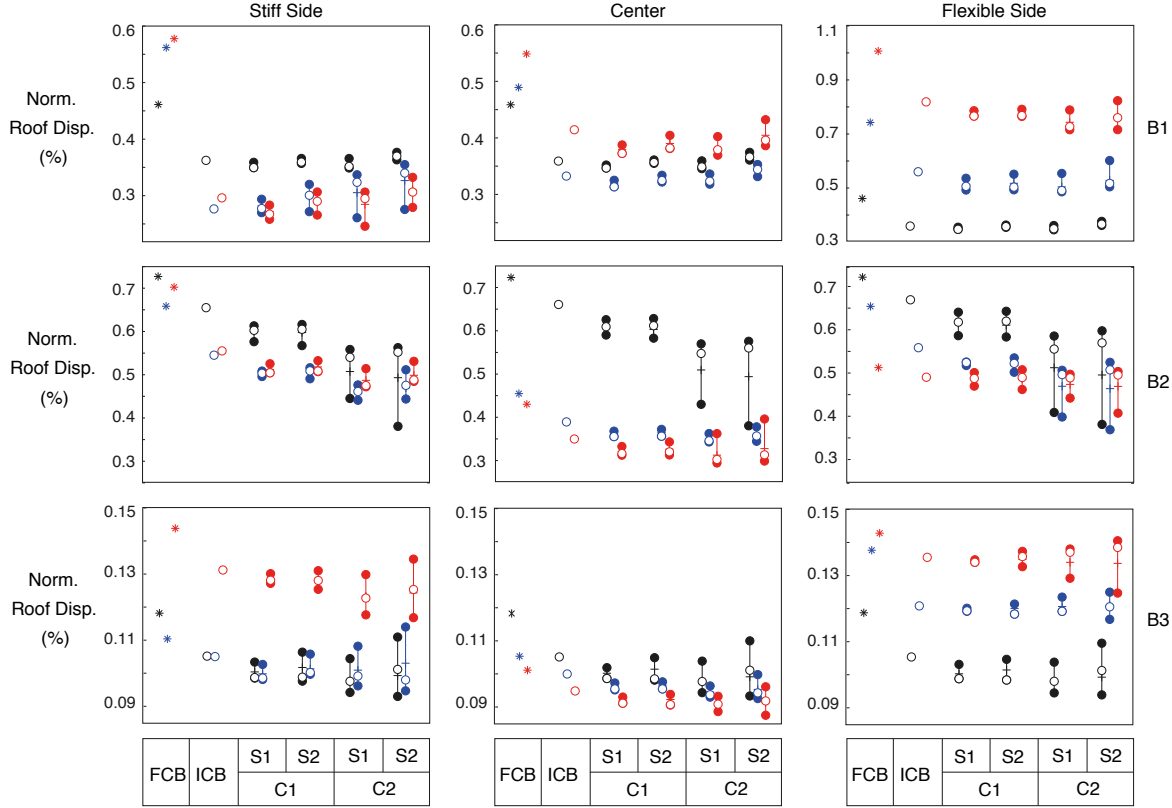 Stiff Side Center Flexible Side
0.6 0.6 1.1
0.5 0.5 0.9
0.4 0.4 0.7
0.3 0.3 0.5
0.3
Norm.
Roof Disp.
(%)
B1
0.7 0.7 0.7
0.6 0.6 0.6
0.5 0.5 0.5
0.4 0.4 0.4
0.3 0.3 0.3
Norm.
Roof Disp.
(%)
B2
0.15 0.15 0.15
0.13 0.13 0.13
0.11 0.11 0.11
0.09 0.09 0.09
Norm.
Roof Disp.
(%)
B3
FCB ICB S1 S2 S1 S2 FCB ICB S1 S2 S1 S2 FCB ICB S1 S2 S1 S2
C1 C2 C1 C2 C1 C2